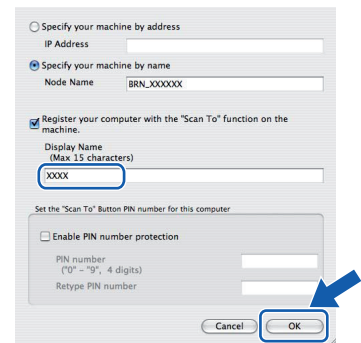 Specify your machine by address
IP Address
Specify your machine by name
Node Name BRN_XXXXXX
Register your computer with the "Scan To" function on the
machine.
Display Name
(Max 15 characters)
XXXX
Set the "Scan To" Button PIN number for this computer
Enable PIN number protection
PIN number
("0" – "9", 4 digits)
Retype PIN number
Cancel OK